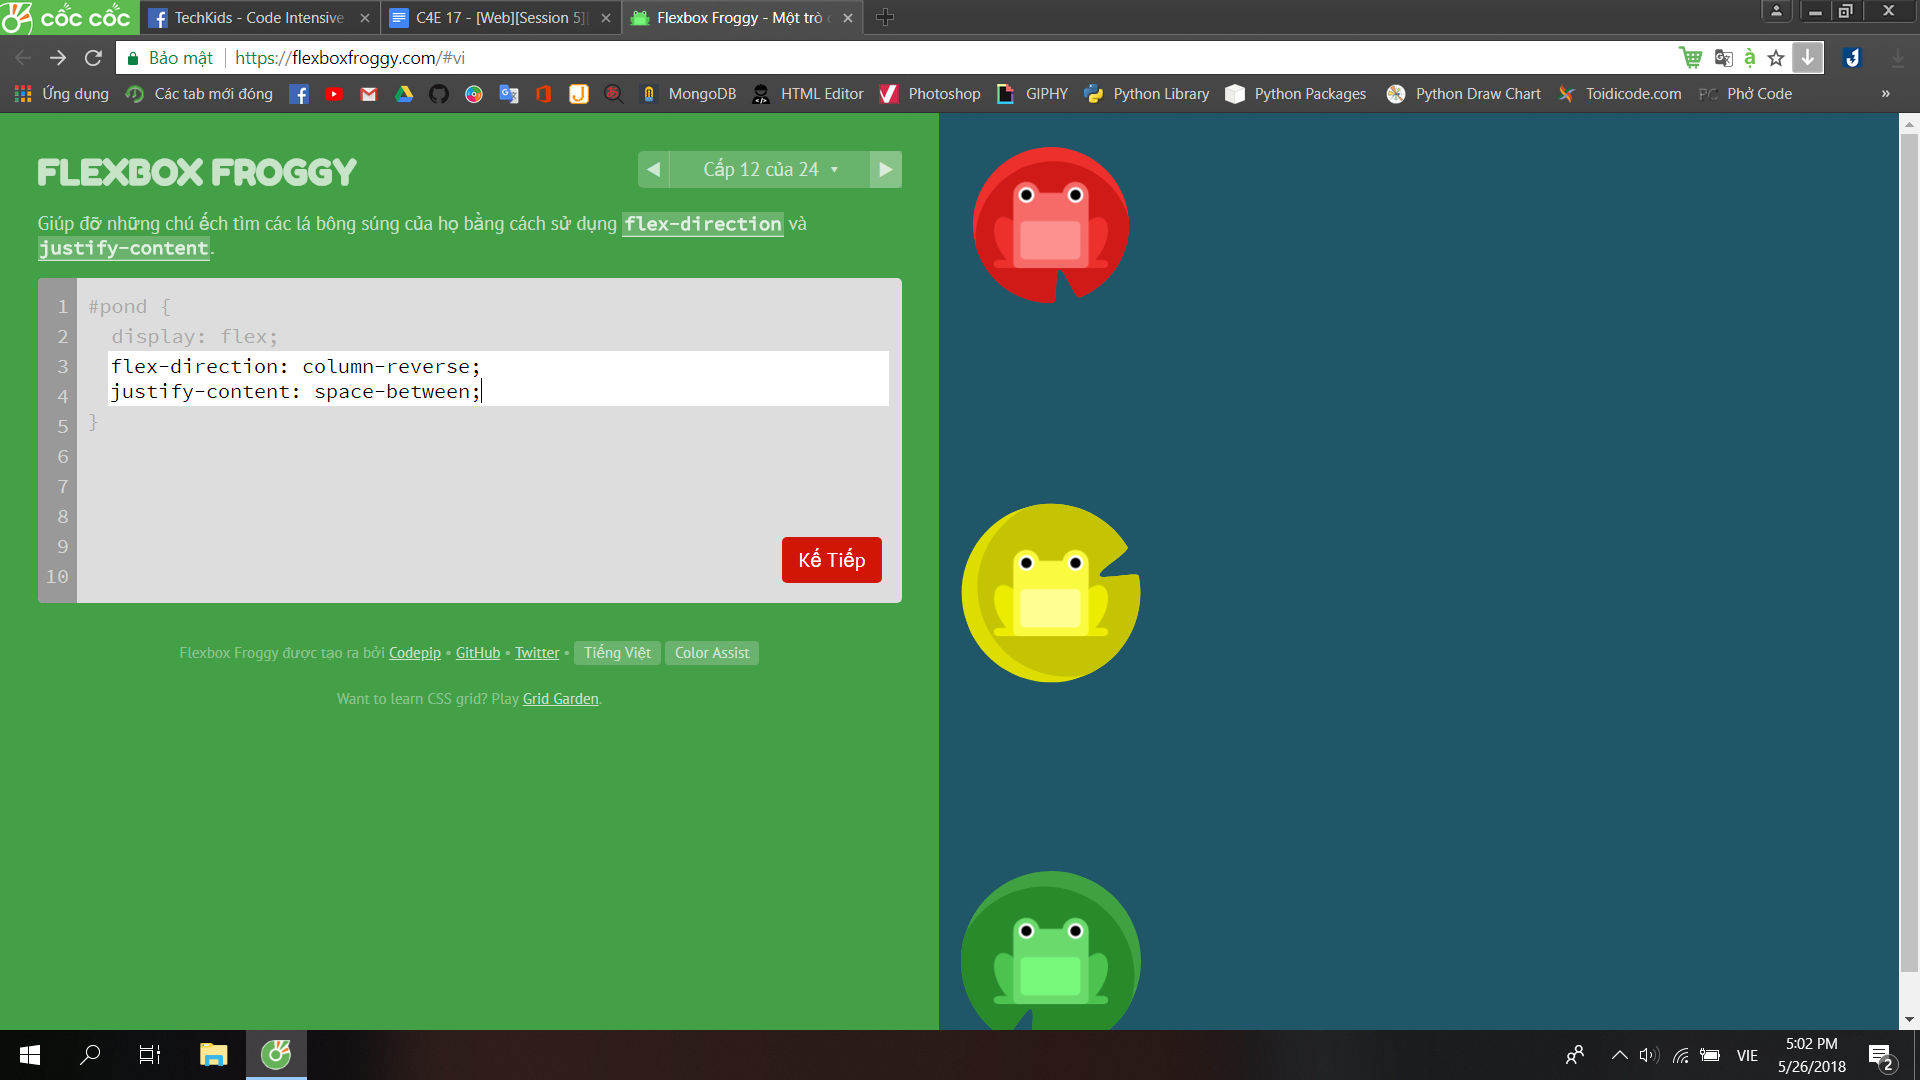 cốc cốc
TechKids - Code Intensive
C4E 17 - [Web][Session 5]
Flexbox Froggy - Một trò
Bảo mật
https://flexboxfroggy.com/#vi
Ứng dụng
Các tab mới đóng
MongoDB
HTML Editor
Photoshop
GIPHY
Python Library
Python Packages
Python Draw Chart
Toidicode.com
Phở Code
»
FLEXBOX FROGGY
Cấp 12 của 24
Giúp đỡ những chú ếch tìm các lá bông súng của họ bằng cách sử dụng flex-direction và
justify-content.
1 #pond {
2 display: flex;
3 flex-direction: column-reverse;
4 justify-content: space-between;
5 }
6
7
8
9
10
Kế Tiếp
Flexbox Froggy được tạo ra bởi Codepip • GitHub • Twitter • Tiếng Việt Color Assist
Want to learn CSS grid? Play Grid Garden.
VIE
5:02 PM
5/26/2018
2